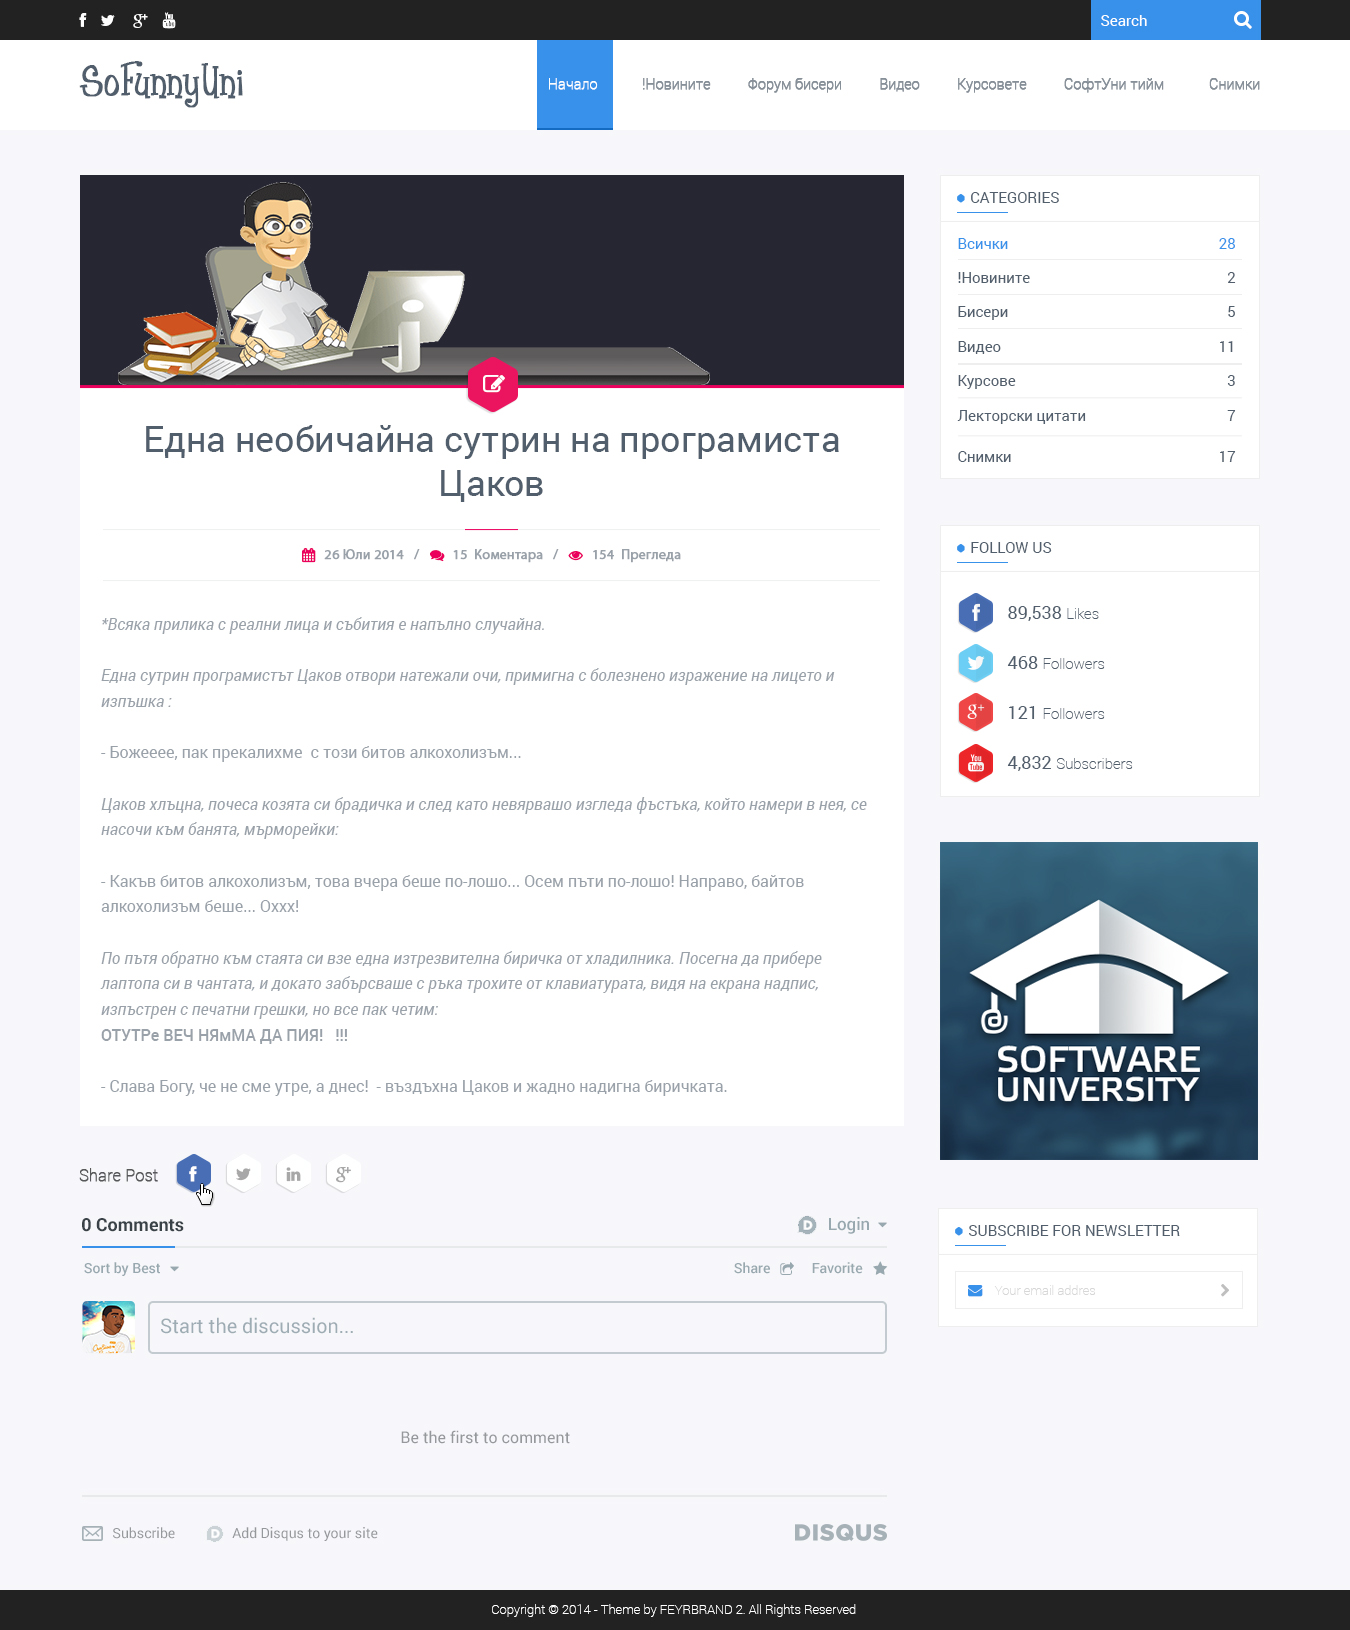 Search
SoFunnyUni
Начало !Новините Форум бисери Видео Курсовете СофтУни тийм Снимки
Една необичайна сутрин на програмиста
Цаков
26 Юли 2014 / 15 Коментара / 154 Прегледа
*Всяка прилика с реални лица и събития е напълно случайна.
Една сутрин програмистът Цаков отвори натежали очи, примигна с болезнено изражение на лицето и
изпъшка :
- Божееее, пак прекалихме с този битов алкохолизъм...
Цаков хлъцна, почеса козята си брадичка и след като невярвашо изгледа фъстъка, който намери в нея, се
насочи към банята, мърморейки:
- Какъв битов алкохолизъм, това вчера беше по-лошо... Осем пъти по-лошо! Направо, байтов
алкохолизъм беше... Оххх!
По пътя обратно към стаята си взе една изтрезвителна биричка от хладилника. Посегна да прибере
лаптопа си в чантата, и докато забърсваше с ръка трохите от клавиатурата, видя на екрана надпис,
изпъстрен с печатни грешки, но все пак четим:
ОТУТРе ВЕЧ НЯмМА ДА ПИЯ! !!!
- Слава Богу, че не сме утре, а днес! - въздъхна Цаков и жадно надигна биричката.
Share Post
0 Comments
Login
Sort by Best
Share Favorite
Start the discussion...
Be the first to comment
Subscribe Add Disqus to your site
DISQUS
CATEGORIES
Всички 28
!Новините 2
Бисери 5
Видео 11
Курсове 3
Лекторски цитати 7
Снимки 17
FOLLOW US
89,538 Likes
468 Followers
121 Followers
You
Tube
4,832 Subscribers
SOFTWARE
UNIVERSITY
SUBSCRIBE FOR NEWSLETTER
Your email addres
Copyright © 2014 - Theme by FEYRBRAND 2. All Rights Reserved